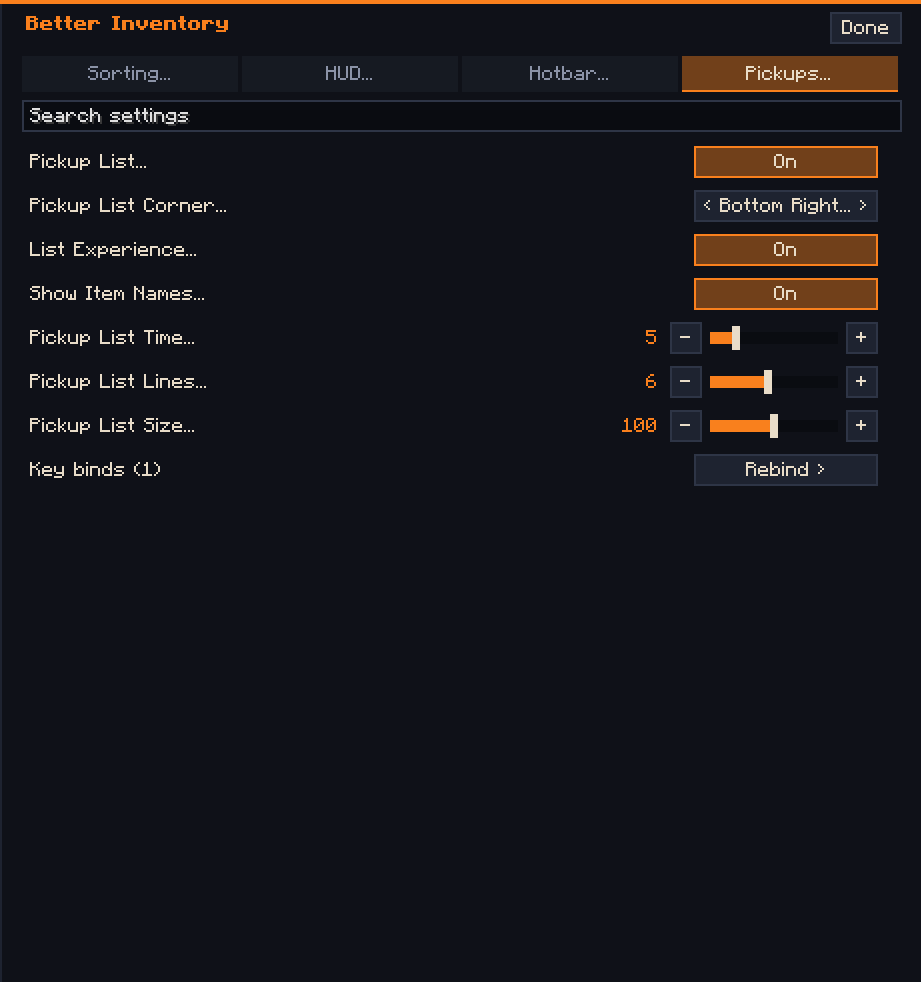 Better Inventory
Done
Sorting... HUD... Hotbar... Pickups...
Search settings
Pickup List... On
Pickup List Corner... < Bottom Right... >
List Experience... On
Show Item Names... On
Pickup List Time... 5 - +
Pickup List Lines... 6 - +
Pickup List Size... 100 - +
Key binds (1) Rebind >